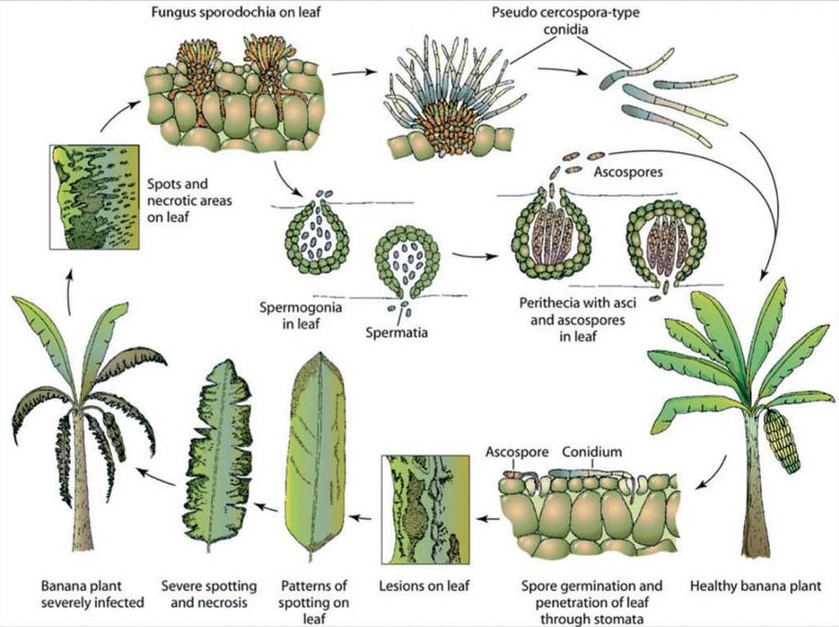 Fungus sporodochia on leaf
Pseudo cercospora-type
conidia
Spots and
necrotic areas
on leaf
Ascospores
Spermogonia
in leaf
Spermatia
Perithecia with asci
and ascospores
in leaf
Ascospore
Conidium
Banana plant
severely infected
Severe spotting
and necrosis
Patterns of
spotting on
leaf
Lesions on leaf
Spore germination and
penetration of leaf
through stomata
Healthy banana plant